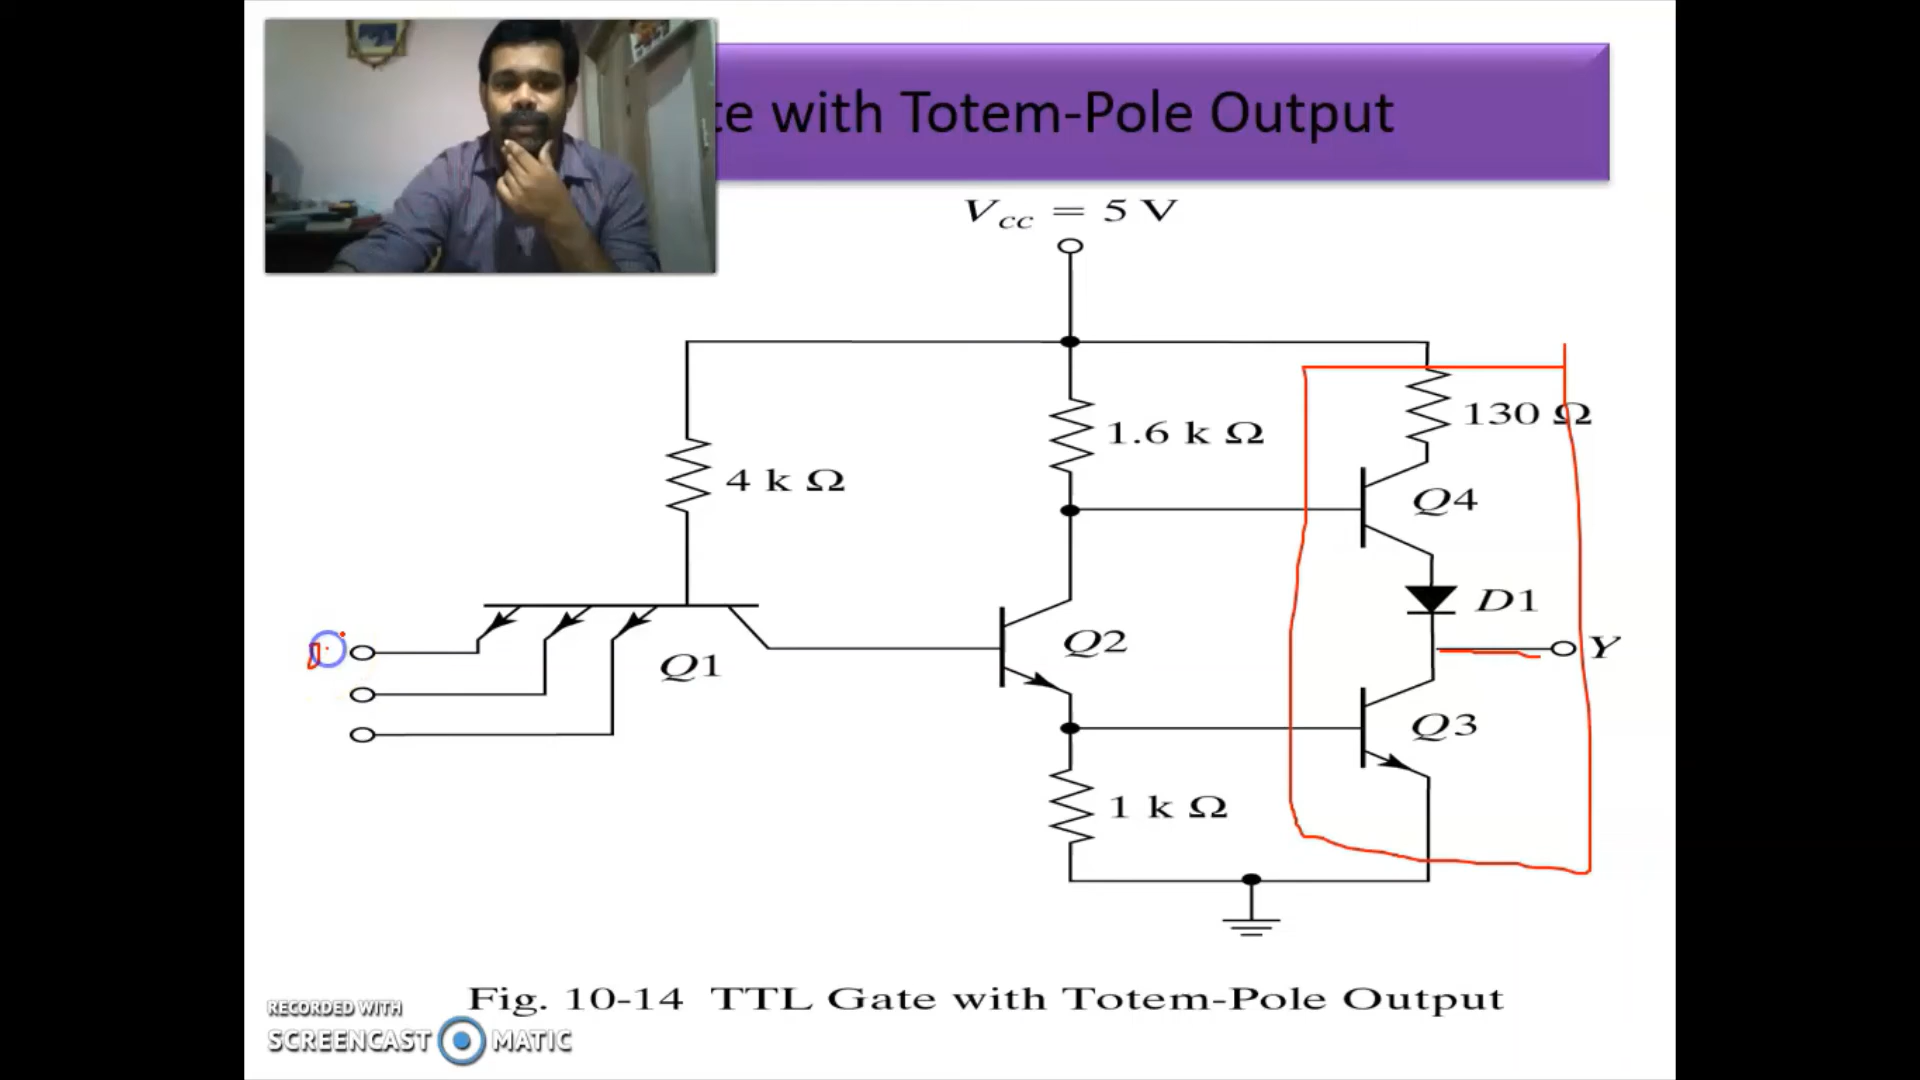 te with Totem-Pole Output
Vcc = 5 V
130 Ω
1.6 k Ω
4 k Ω
Q4
D1
Q2
Y
Q1
Q3
1 k Ω
Fig. 10-14 TTL Gate with Totem-Pole Output
RECORDED WITH
SCREENCAST MATIC